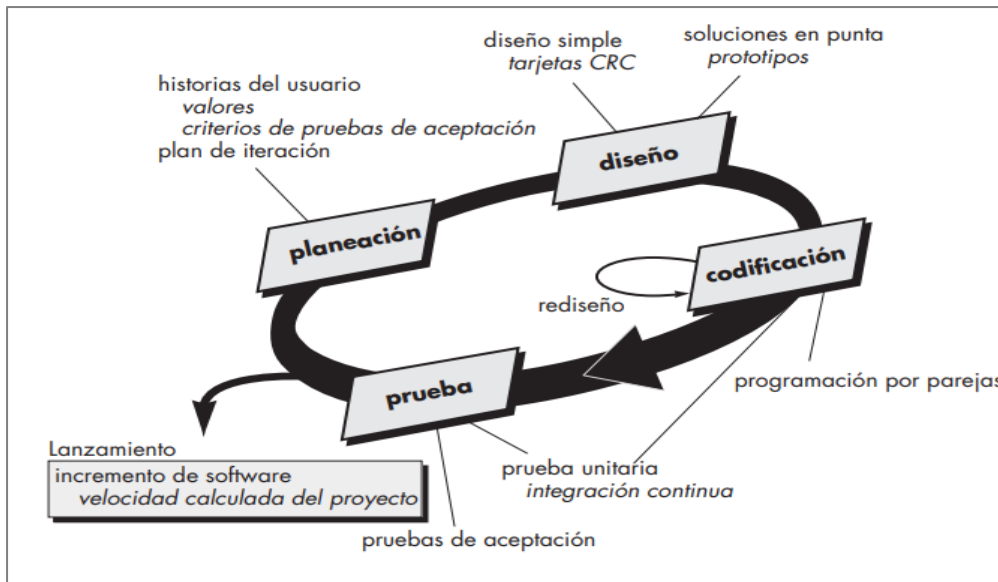 diseño simple
tarjetas CRC
soluciones en punta
prototipos
historias del usuario
valores
criterios de pruebas de aceptación
plan de iteración
diseño
planeación
codificación
rediseño
prueba
programación por parejas
Lanzamiento
incremento de software
velocidad calculada del proyecto
prueba unitaria
integración continua
pruebas de aceptación